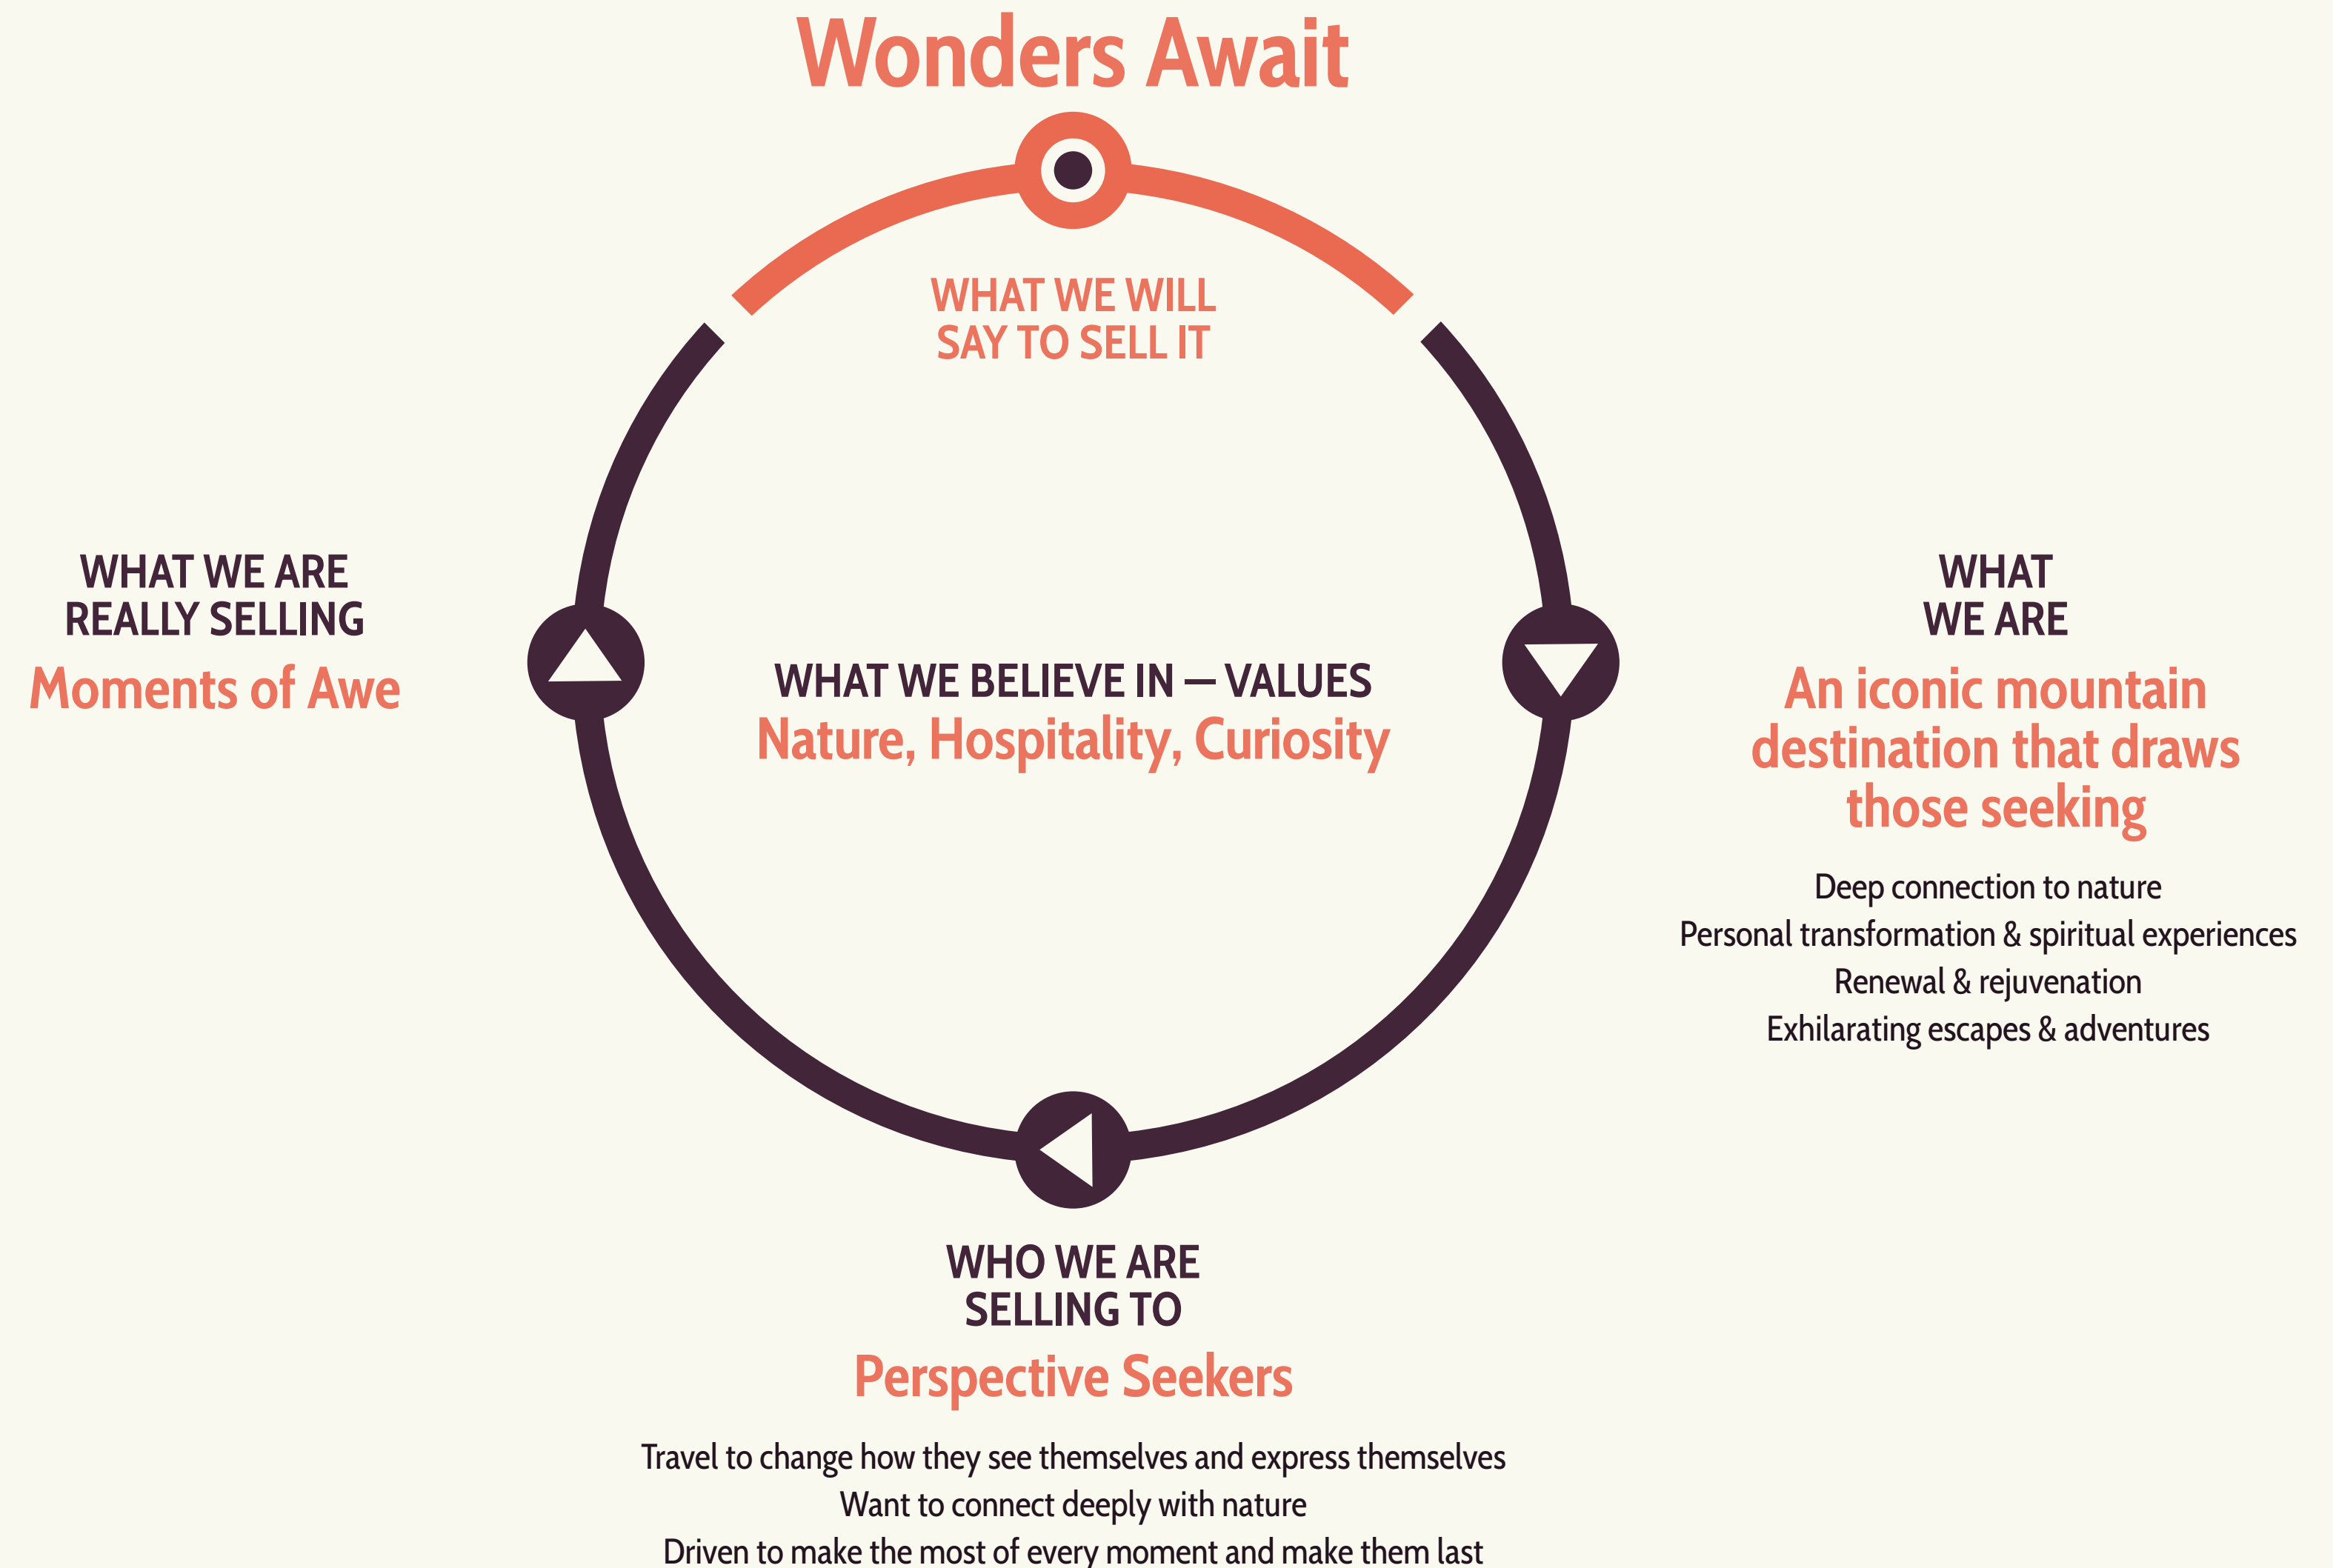 Wonders Await
WHAT WE WILL
SAY TO SELL IT
WHAT WE ARE
REALLY SELLING
Moments of Awe
WHAT WE BELIEVE IN — VALUES
Nature, Hospitality, Curiosity
WHAT
WE ARE
An iconic mountain
destination that draws
those seeking
Deep connection to nature
Personal transformation & spiritual experiences
Renewal & rejuvenation
Exhilarating escapes & adventures
WHO WE ARE
SELLING TO
Perspective Seekers
Travel to change how they see themselves and express themselves
Want to connect deeply with nature
Driven to make the most of every moment and make them last